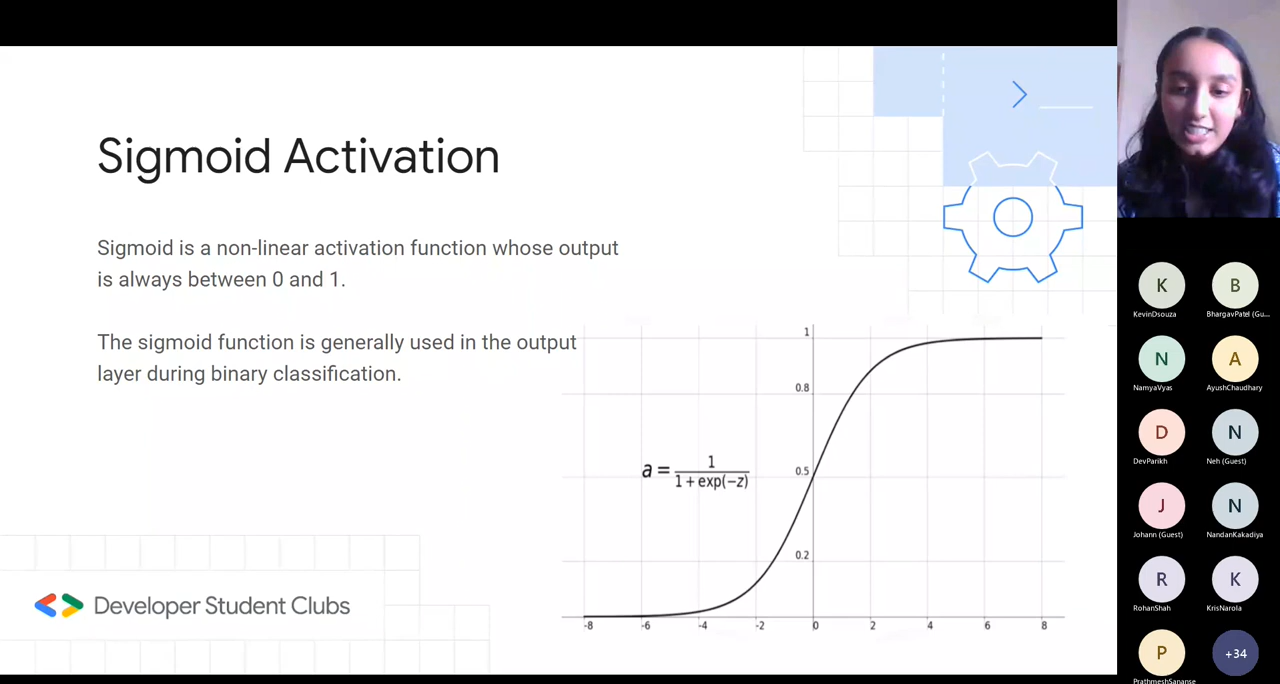 Sigmoid Activation
Sigmoid is a non-linear activation function whose output
is always between 0 and 1.
The sigmoid function is generally used in the output
layer during binary classification.
a = 1 / 1 + exp(−z)
1
0.8
0.5
0.2
-8 -6 -4 -2 0 2 4 6 8
Developer Student Clubs
K B
KevinDsouza BhargavPatel (Gu...
N A
NamyaVyas AyushChaudhary
D N
DevParikh Neh (Guest)
J N
Johann (Guest) NandanKakadiya
R K
RohanShah KrisNarola
P +34
PrathmeshSananse